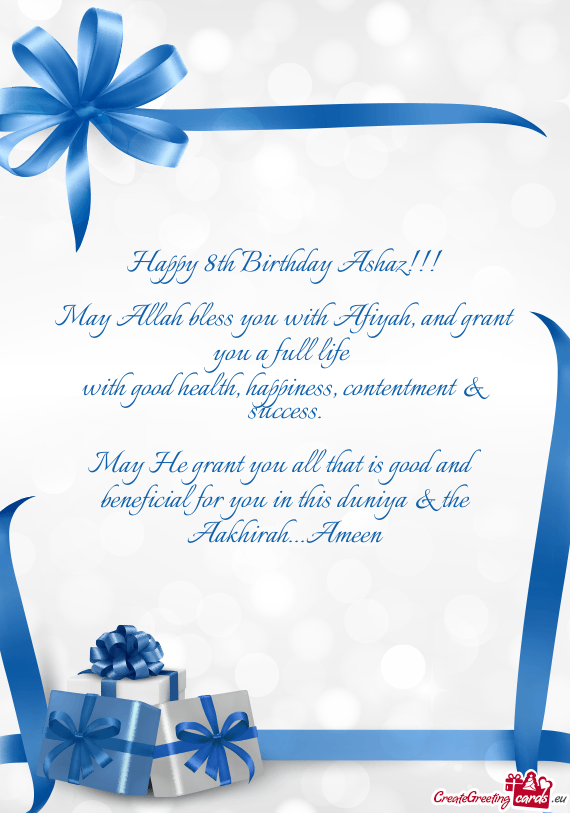 Happy 8th Birthday Ashaz!!!
May Allah bless you with Afiyah, and grant
you a full life
with good health, happiness, contentment &
success.
May He grant you all that is good and
beneficial for you in this duniya & the
Aakhirah...Ameen
CreateGreeting cards.eu